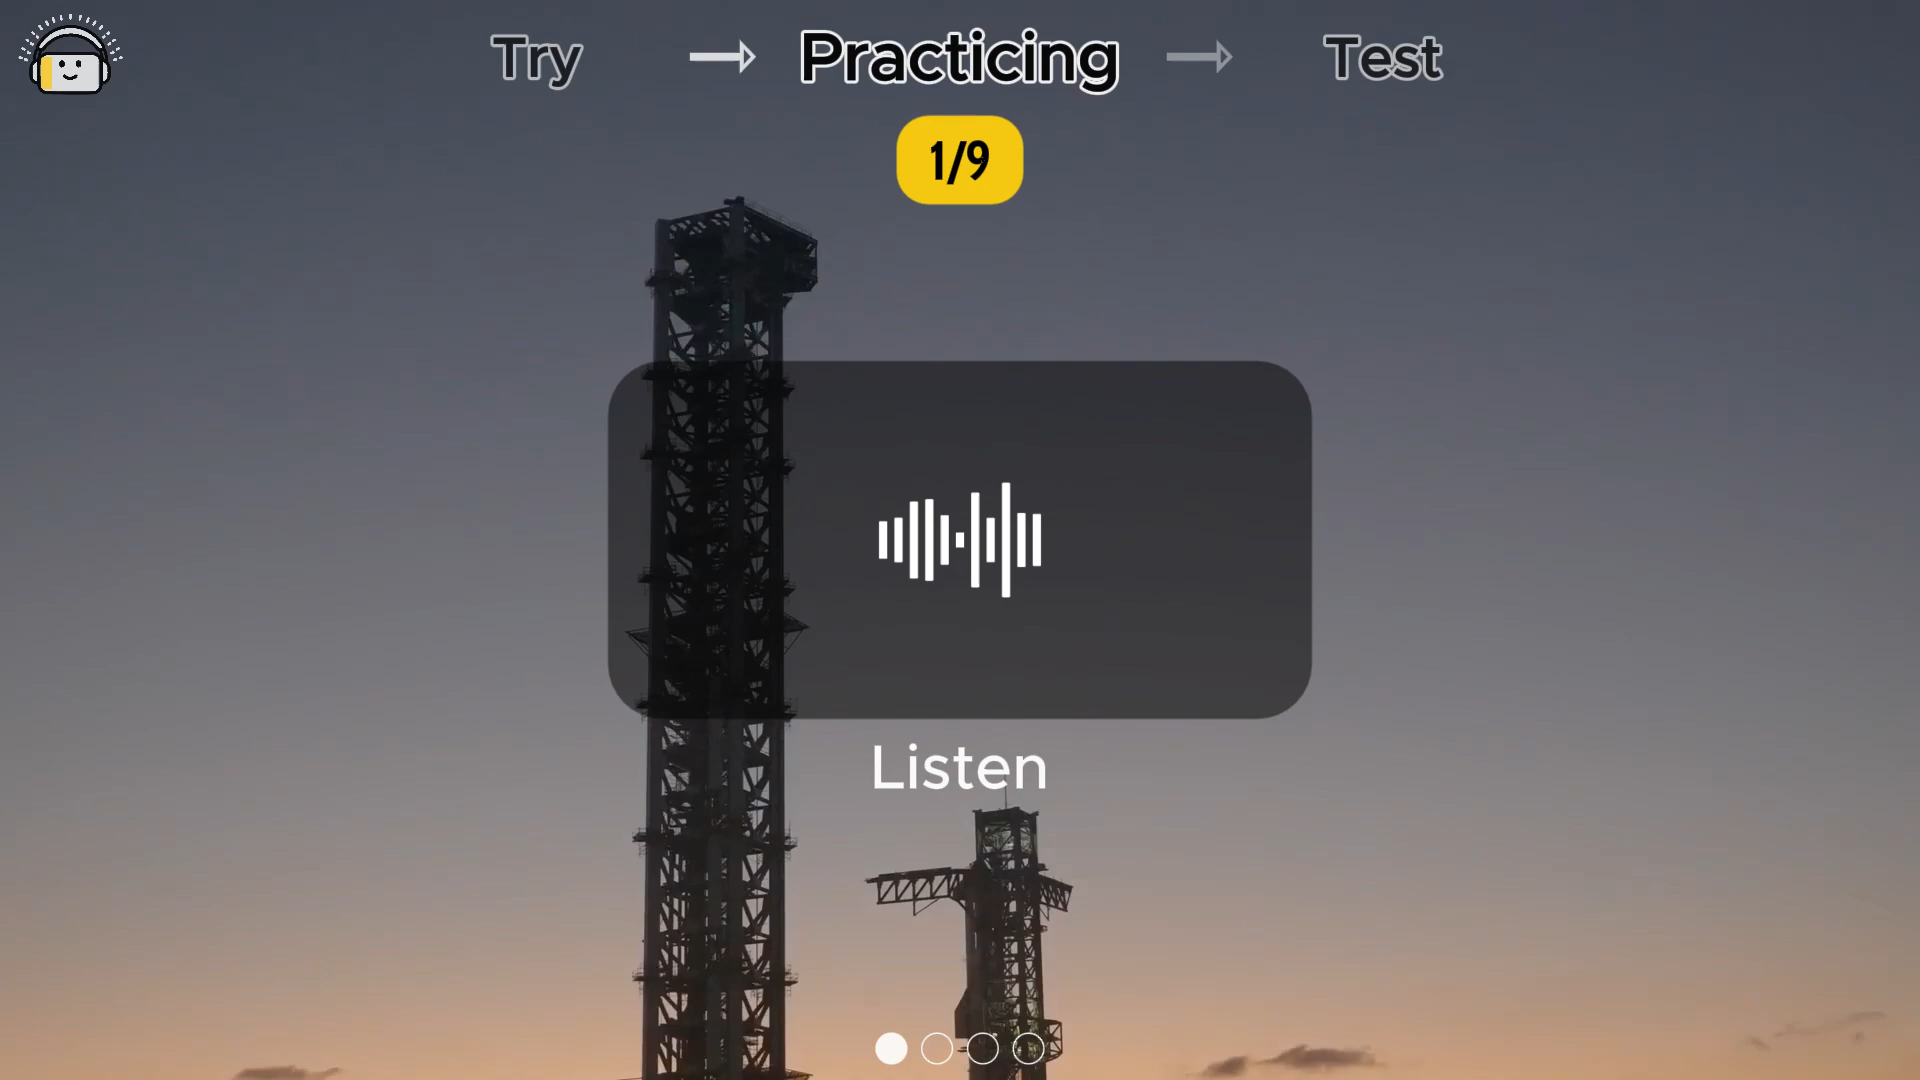 Try → Practicing → Test
1/9
Listen